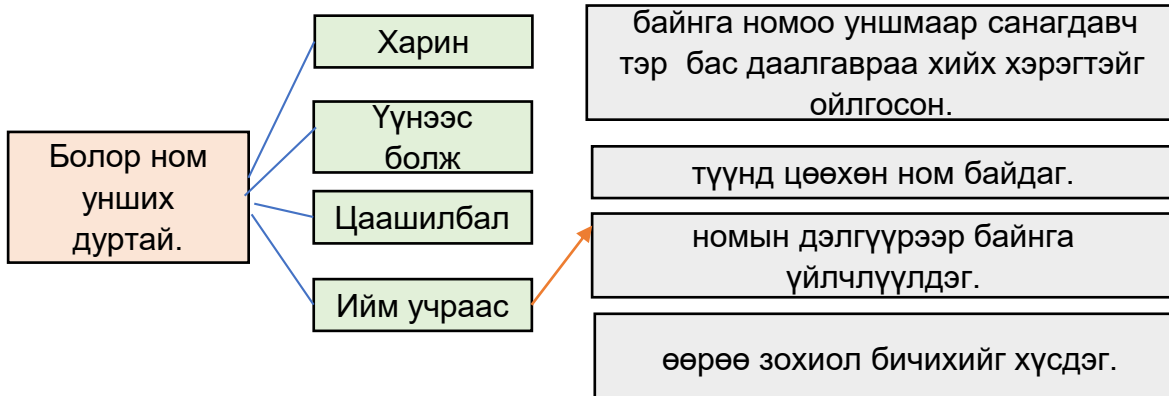 Болор ном
унших
дуртай.
Харин
Үүнээс
болж
Цаашилбал
Ийм учраас
байнга номоо уншмаар санагдавч
тэр бас даалгавраа хийх хэрэгтэйг
ойлгосон.
түүнд цөөхөн ном байдаг.
номын дэлгүүрээр байнга
үйлчлүүлдэг.
өөрөө зохиол бичихийг хүсдэг.